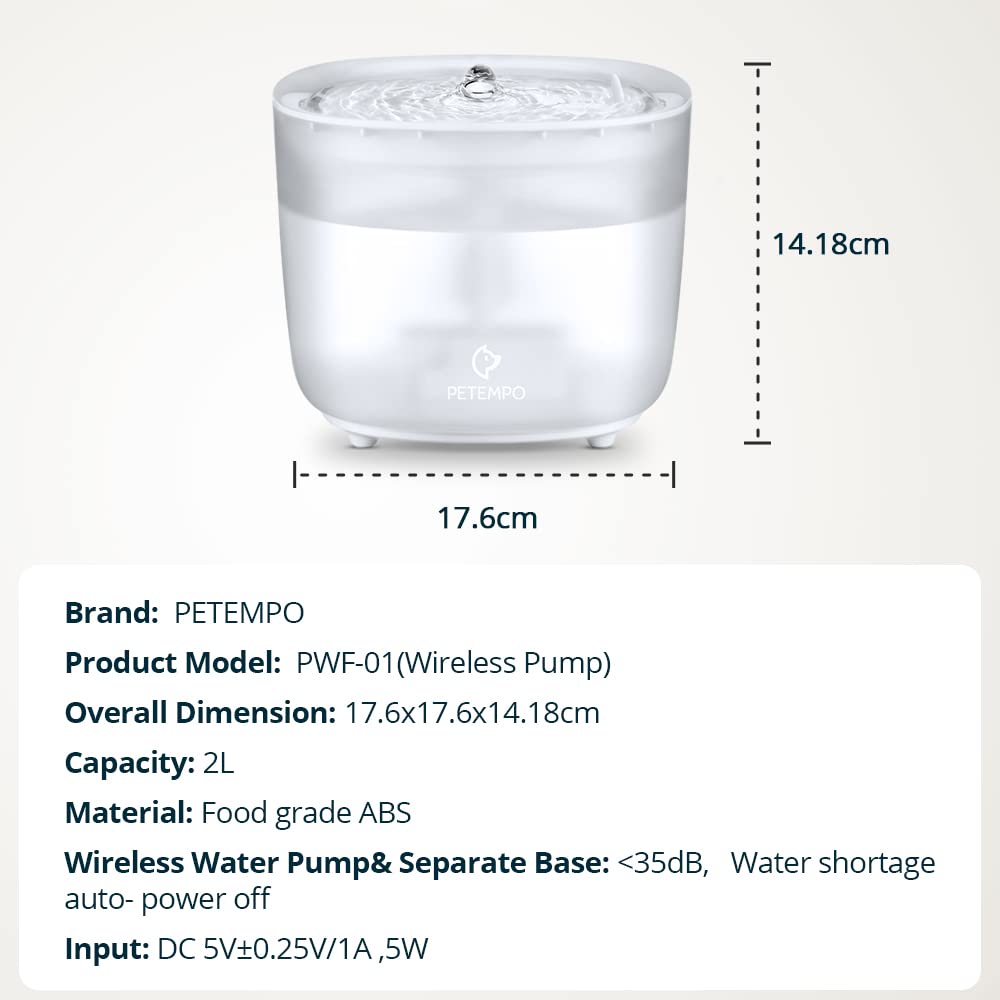 PETEMPO
14.18cm
17.6cm
Brand: PETEMPO
Product Model: PWF-01(Wireless Pump)
Overall Dimension: 17.6x17.6x14.18cm
Capacity: 2L
Material: Food grade ABS
Wireless Water Pump& Separate Base: <35dB, Water shortage
auto- power off
Input: DC 5V±0.25V/1A ,5W